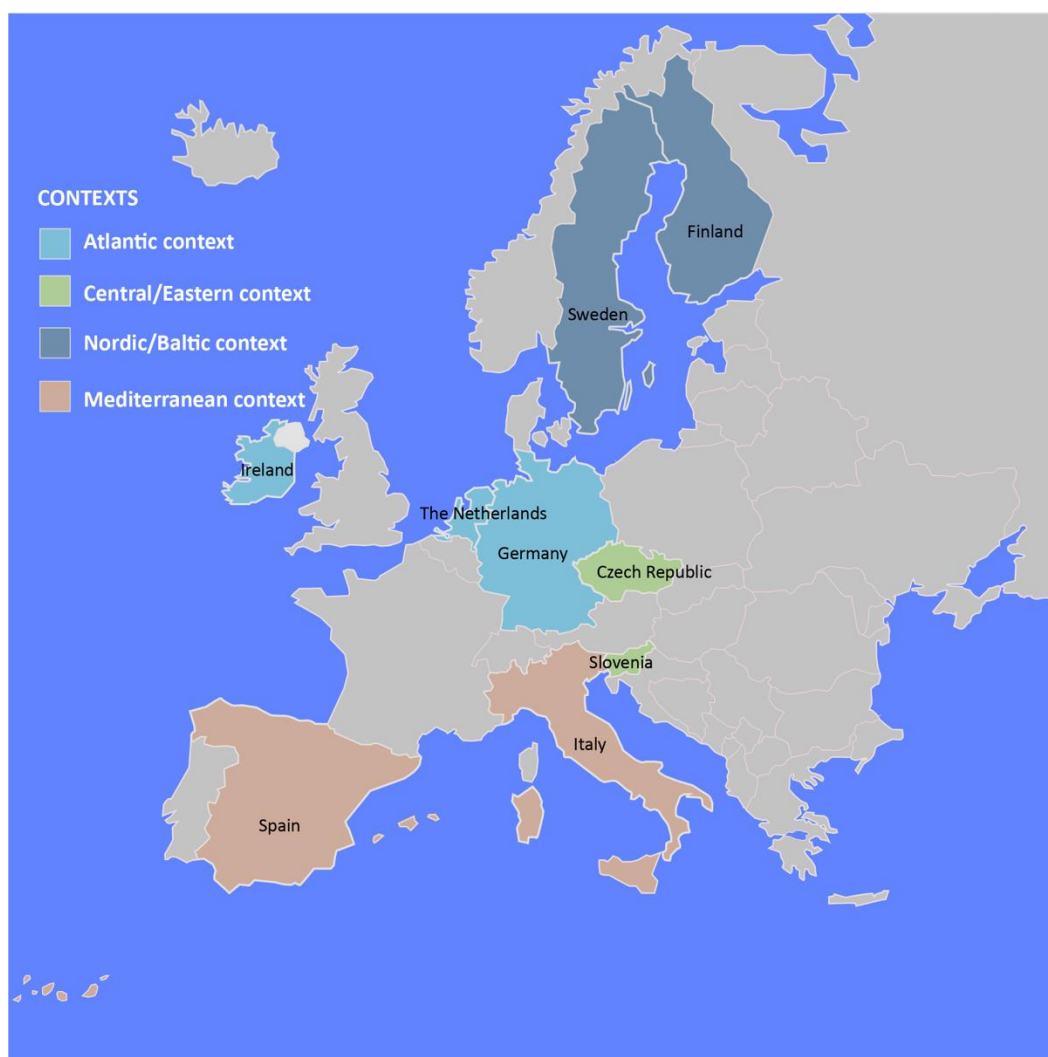 CONTEXTS
Atlantic context
Central/Eastern context
Nordic/Baltic context
Mediterranean context
Finland
Sweden
Ireland
The Netherlands
Germany
Czech Republic
Slovenia
Italy
Spain